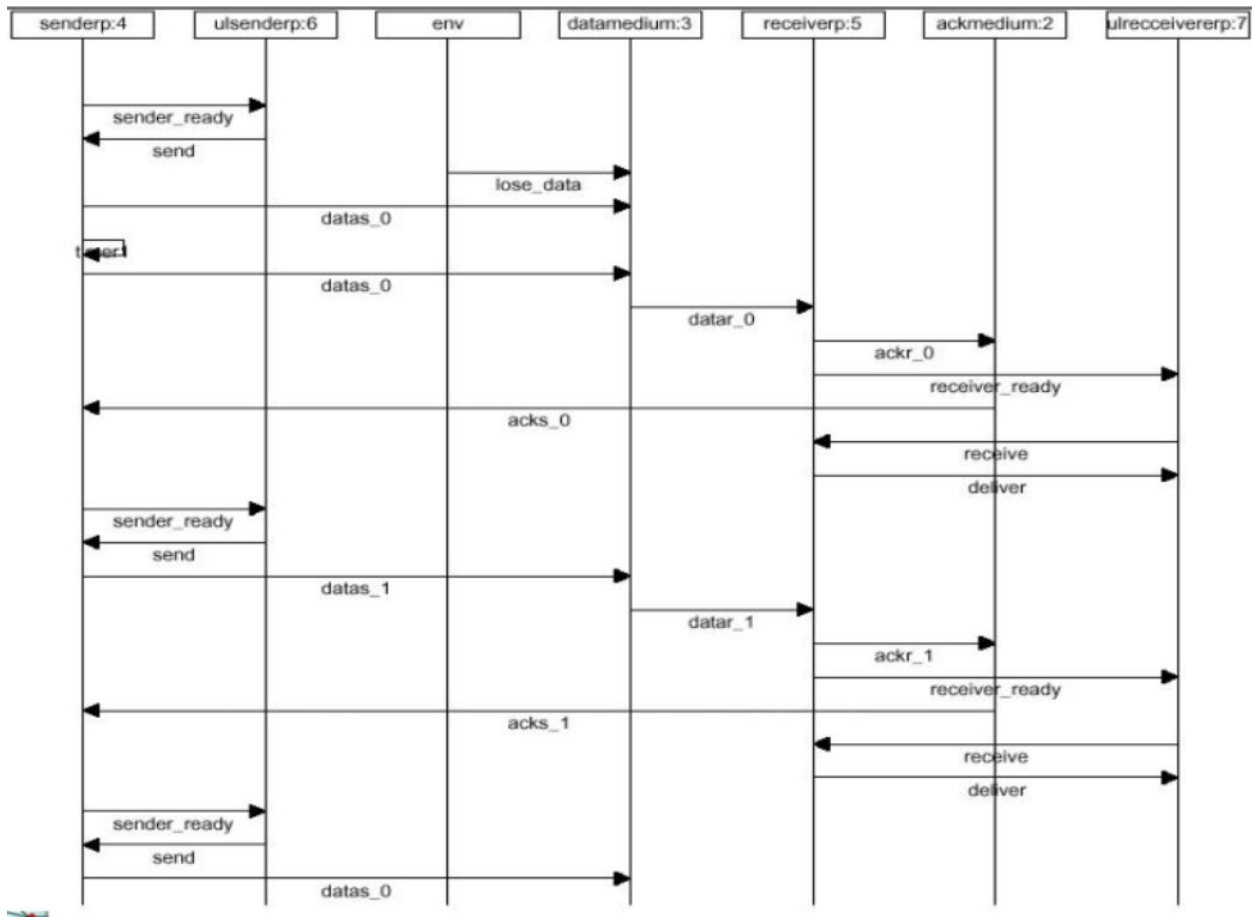 senderp:4 ulsenderp:6 env datamedium:3 receiverp:5 ackmedium:2 ulrecceivererp:7
sender_ready
send
lose_data
datas_0
timer1
datas_0
datar_0
ackr_0
receiver_ready
acks_0
receive
deliver
sender_ready
send
datas_1
datar_1
ackr_1
receiver_ready
acks_1
receive
deliver
sender_ready
send
datas_0